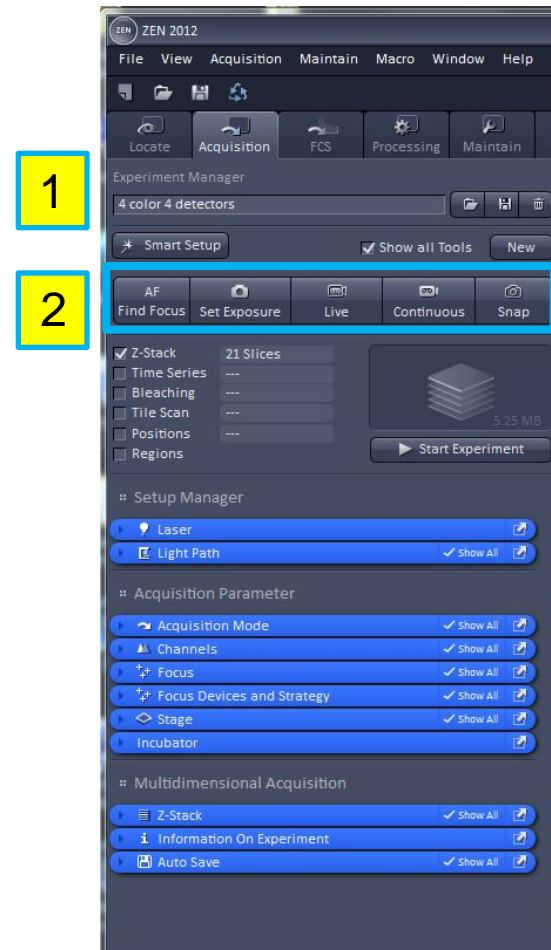 ZEN ZEN 2012
File View Acquisition Maintain Macro Window Help
Locate Acquisition FCS Processing Maintain
1
Experiment Manager
4 color 4 detectors
Smart Setup Show all Tools New
2
AF
Find Focus Set Exposure Live Continuous Snap
Z-Stack 21 Slices
Time Series ---
Bleaching ---
Tile Scan ---
Positions ---
Regions
5.25 MB
Start Experiment
Setup Manager
Laser
Light Path Show All
Acquisition Parameter
Acquisition Mode Show All
Channels Show All
Focus Show All
Focus Devices and Strategy Show All
Stage Show All
Incubator
Multidimensional Acquisition
Z-Stack Show All
Information On Experiment
Auto Save Show All